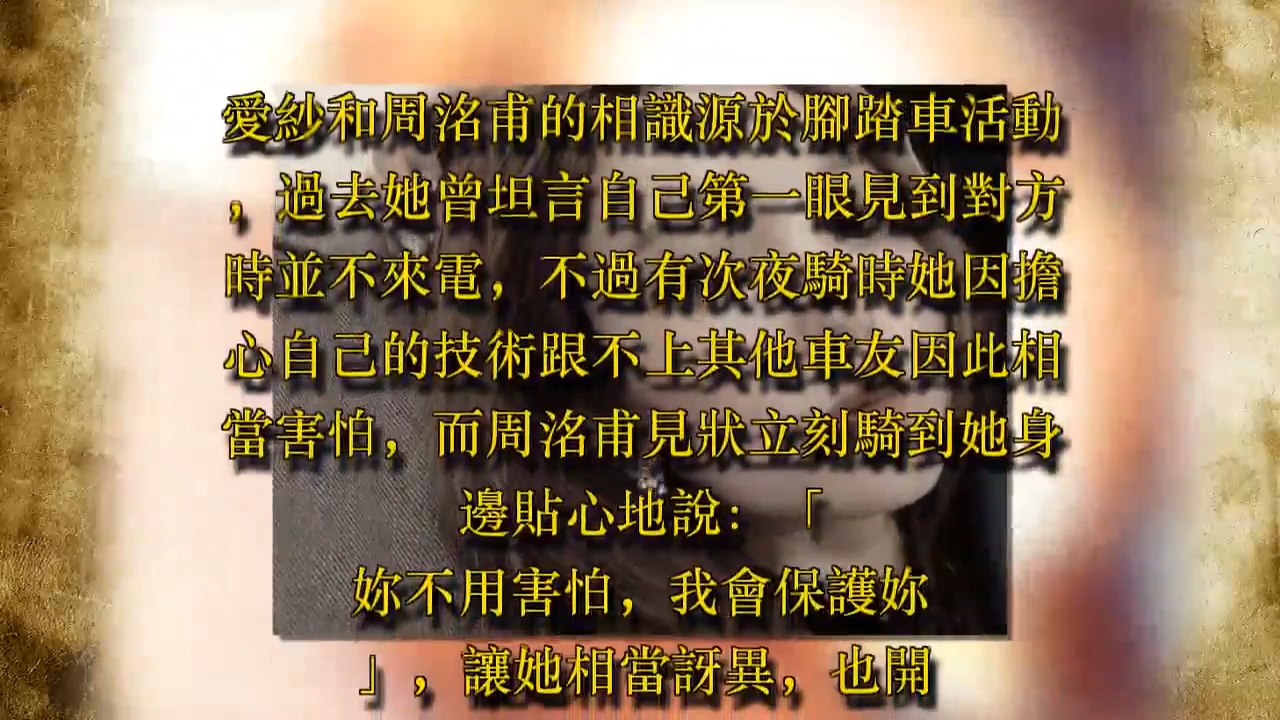 愛紗和周洺甫的相識源於腳踏車活動
，過去她曾坦言自己第一眼見到對方
時並不來電，不過有次夜騎時她因擔
心自己的技術跟不上其他車友因此相
當害怕，而周洺甫見狀立刻騎到她身
邊貼心地說：「
妳不用害怕，我會保護妳
」，讓她相當訝異，也開